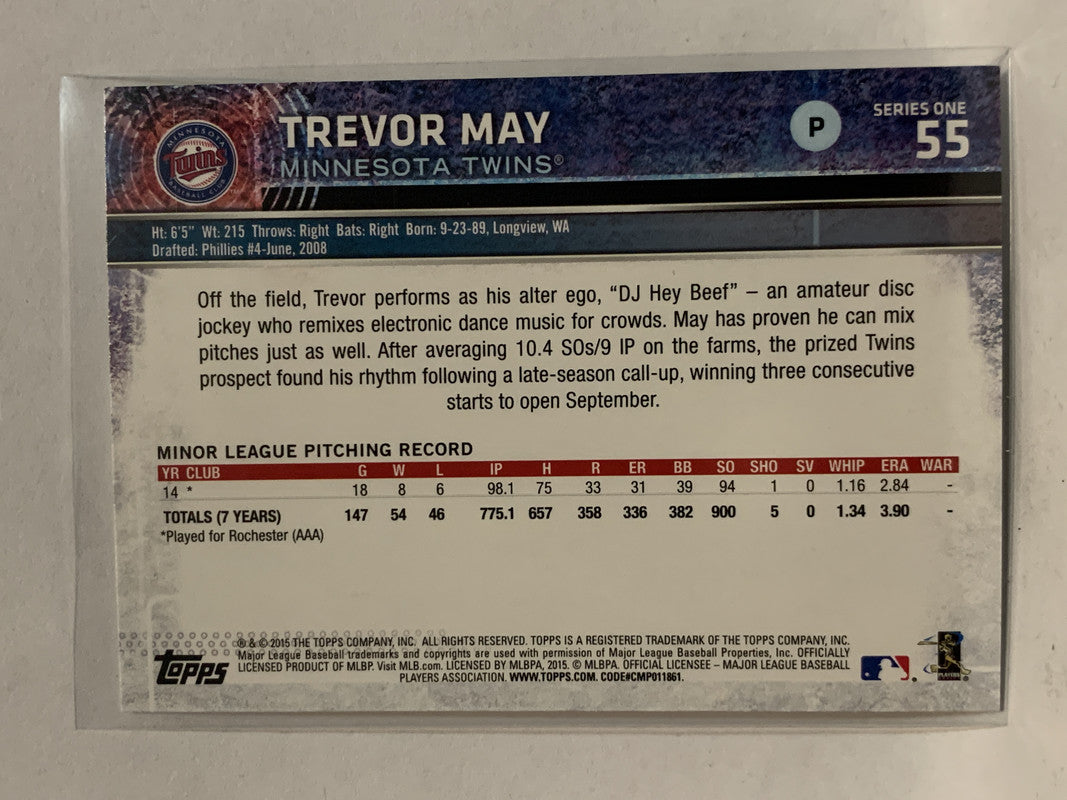 MINNESOTA
Twins
BASEBALL CLUB
TREVOR MAY
MINNESOTA TWINS®
P
SERIES ONE
55
Ht: 6'5" Wt: 215 Throws: Right Bats: Right Born: 9-23-89, Longview, WA
Drafted: Phillies #4-June, 2008
Off the field, Trevor performs as his alter ego, “DJ Hey Beef” – an amateur disc
jockey who remixes electronic dance music for crowds. May has proven he can mix
pitches just as well. After averaging 10.4 SOs/9 IP on the farms, the prized Twins
prospect found his rhythm following a late-season call-up, winning three consecutive
starts to open September.
MINOR LEAGUE PITCHING RECORD
YR CLUB G W L IP H R ER BB SO SHO SV WHIP ERA WAR
14 * 18 8 6 98.1 75 33 31 39 94 1 0 1.16 2.84 -
TOTALS (7 YEARS) 147 54 46 775.1 657 358 336 382 900 5 0 1.34 3.90 -
*Played for Rochester (AAA)
® & © 2015 THE TOPPS COMPANY, INC. ALL RIGHTS RESERVED. TOPPS IS A REGISTERED TRADEMARK OF THE TOPPS COMPANY, INC.
Major League Baseball trademarks and copyrights are used with permission of Major League Baseball Properties, Inc. OFFICIALLY
LICENSED PRODUCT OF MLBP. Visit MLB.com. LICENSED BY MLBPA, 2015. © MLBPA. OFFICIAL LICENSEE – MAJOR LEAGUE BASEBALL
PLAYERS ASSOCIATION. WWW.TOPPS.COM. CODE#CMP011861.
Topps
PLAYERS